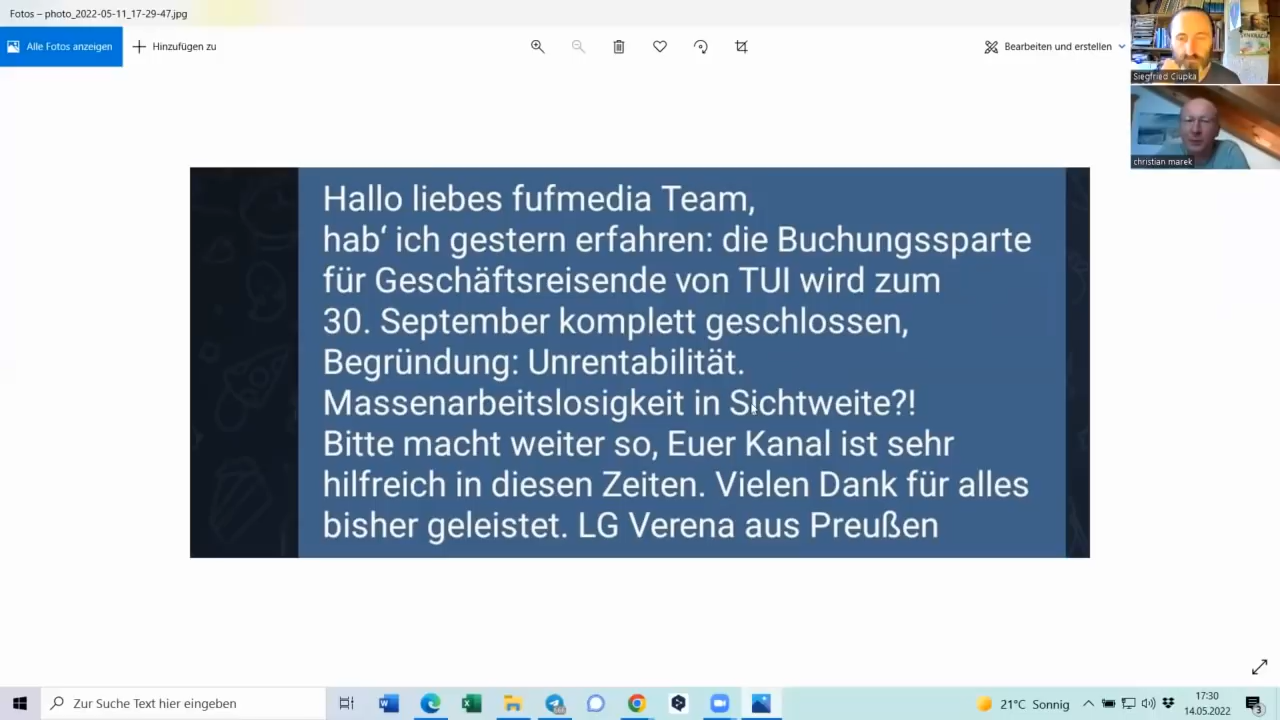 Fotos – photo_2022-05-11_17-29-47.jpg
Alle Fotos anzeigen
Hinzufügen zu
Bearbeiten und erstellen
Siegfried Ciupka
christian marek
Hallo liebes fufmedia Team,
hab‘ ich gestern erfahren: die Buchungssparte
für Geschäftsreisende von TUI wird zum
30. September komplett geschlossen,
Begründung: Unrentabilität.
Massenarbeitslosigkeit in Sichtweite?!
Bitte macht weiter so, Euer Kanal ist sehr
hilfreich in diesen Zeiten. Vielen Dank für alles
bisher geleistet. LG Verena aus Preußen
Zur Suche Text hier eingeben
21°C Sonnig
17:30
14.05.2022
3